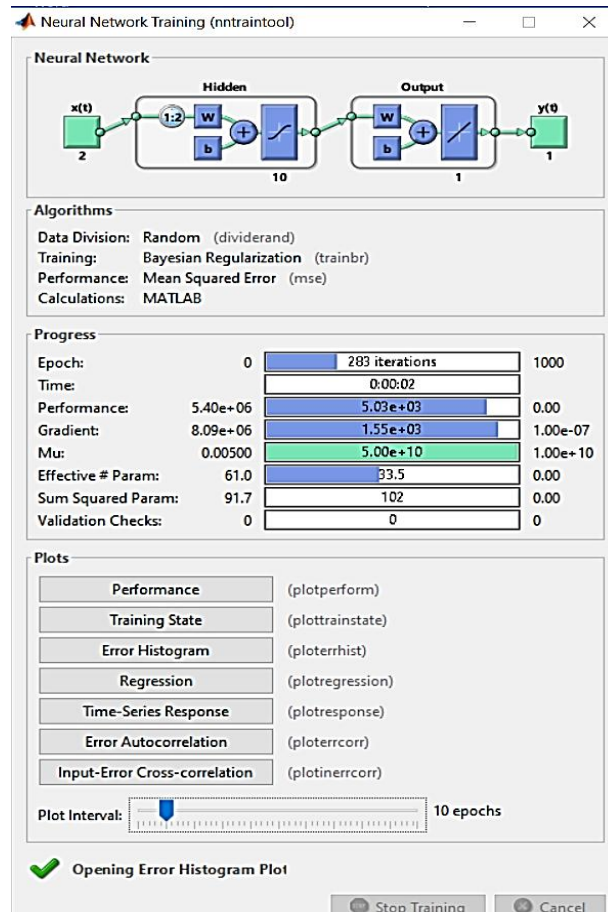 Neural Network Training (nntraintool)
Neural Network
Hidden Output
x(t) y(t)
1:2 W W
b b
2 10 1 1
Algorithms
Data Division: Random (dividerand)
Training: Bayesian Regularization (trainbr)
Performance: Mean Squared Error (mse)
Calculations: MATLAB
Progress
Epoch: 0 283 iterations 1000
Time: 0:00:02
Performance: 5.40e+06 5.03e+03 0.00
Gradient: 8.09e+06 1.55e+03 1.00e-07
Mu: 0.00500 5.00e+10 1.00e+10
Effective # Param: 61.0 33.5 0.00
Sum Squared Param: 91.7 102 0.00
Validation Checks: 0 0 0
Plots
Performance (plotperform)
Training State (plottrainstate)
Error Histogram (ploterrhist)
Regression (plotregression)
Time-Series Response (plotresponse)
Error Autocorrelation (ploterrcorr)
Input-Error Cross-correlation (plotinerrcorr)
Plot Interval: 10 epochs
Opening Error Histogram Plot
Stop Training Cancel